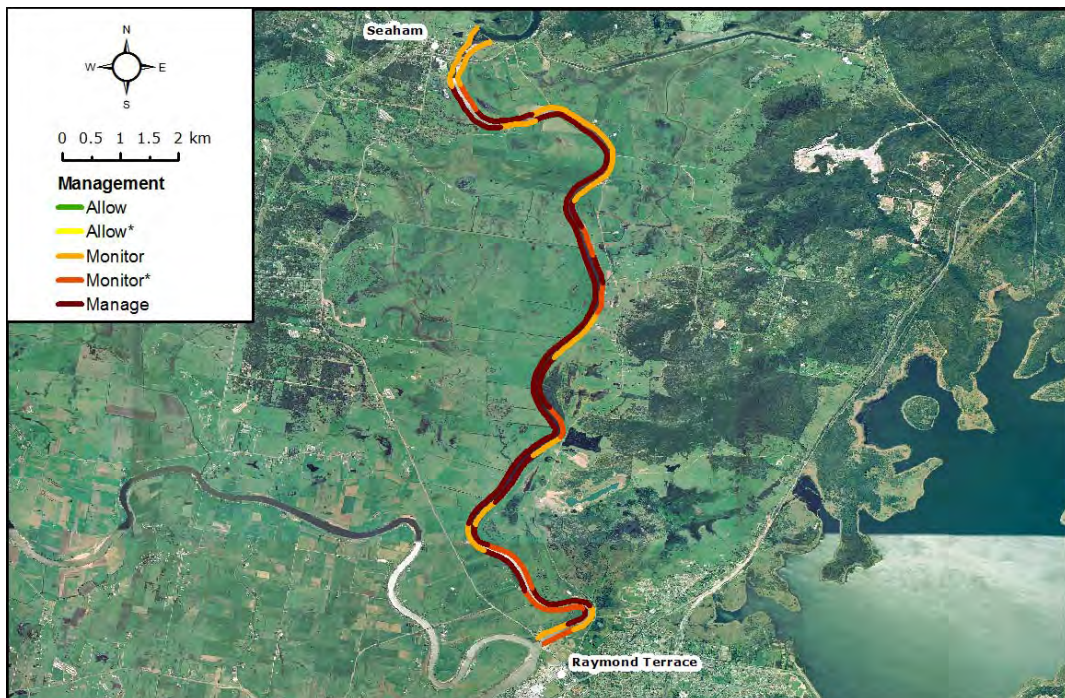 Seaham
N
W E
S
0 0.5 1 1.5 2 km
Management
Allow
Allow*
Monitor
Monitor*
Manage
Raymond Terrace